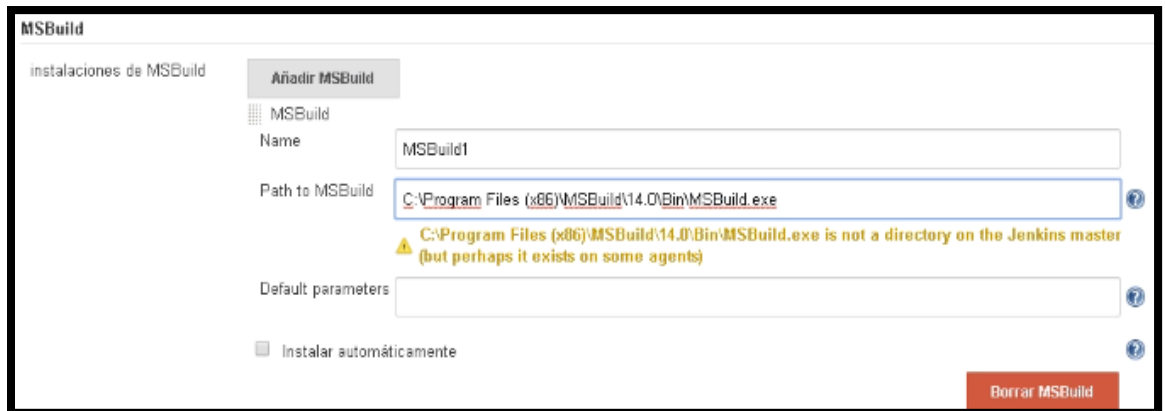 MSBuild
instalaciones de MSBuild
Añadir MSBuild
MSBuild
Name
MSBuild1
Path to MSBuild
C:\Program Files (x86)\MSBuild\14.0\Bin\MSBuild.exe
C:\Program Files (x86)\MSBuild\14.0\Bin\MSBuild.exe is not a directory on the Jenkins master
(but perhaps it exists on some agents)
Default parameters
Instalar automáticamente
Borrar MSBuild